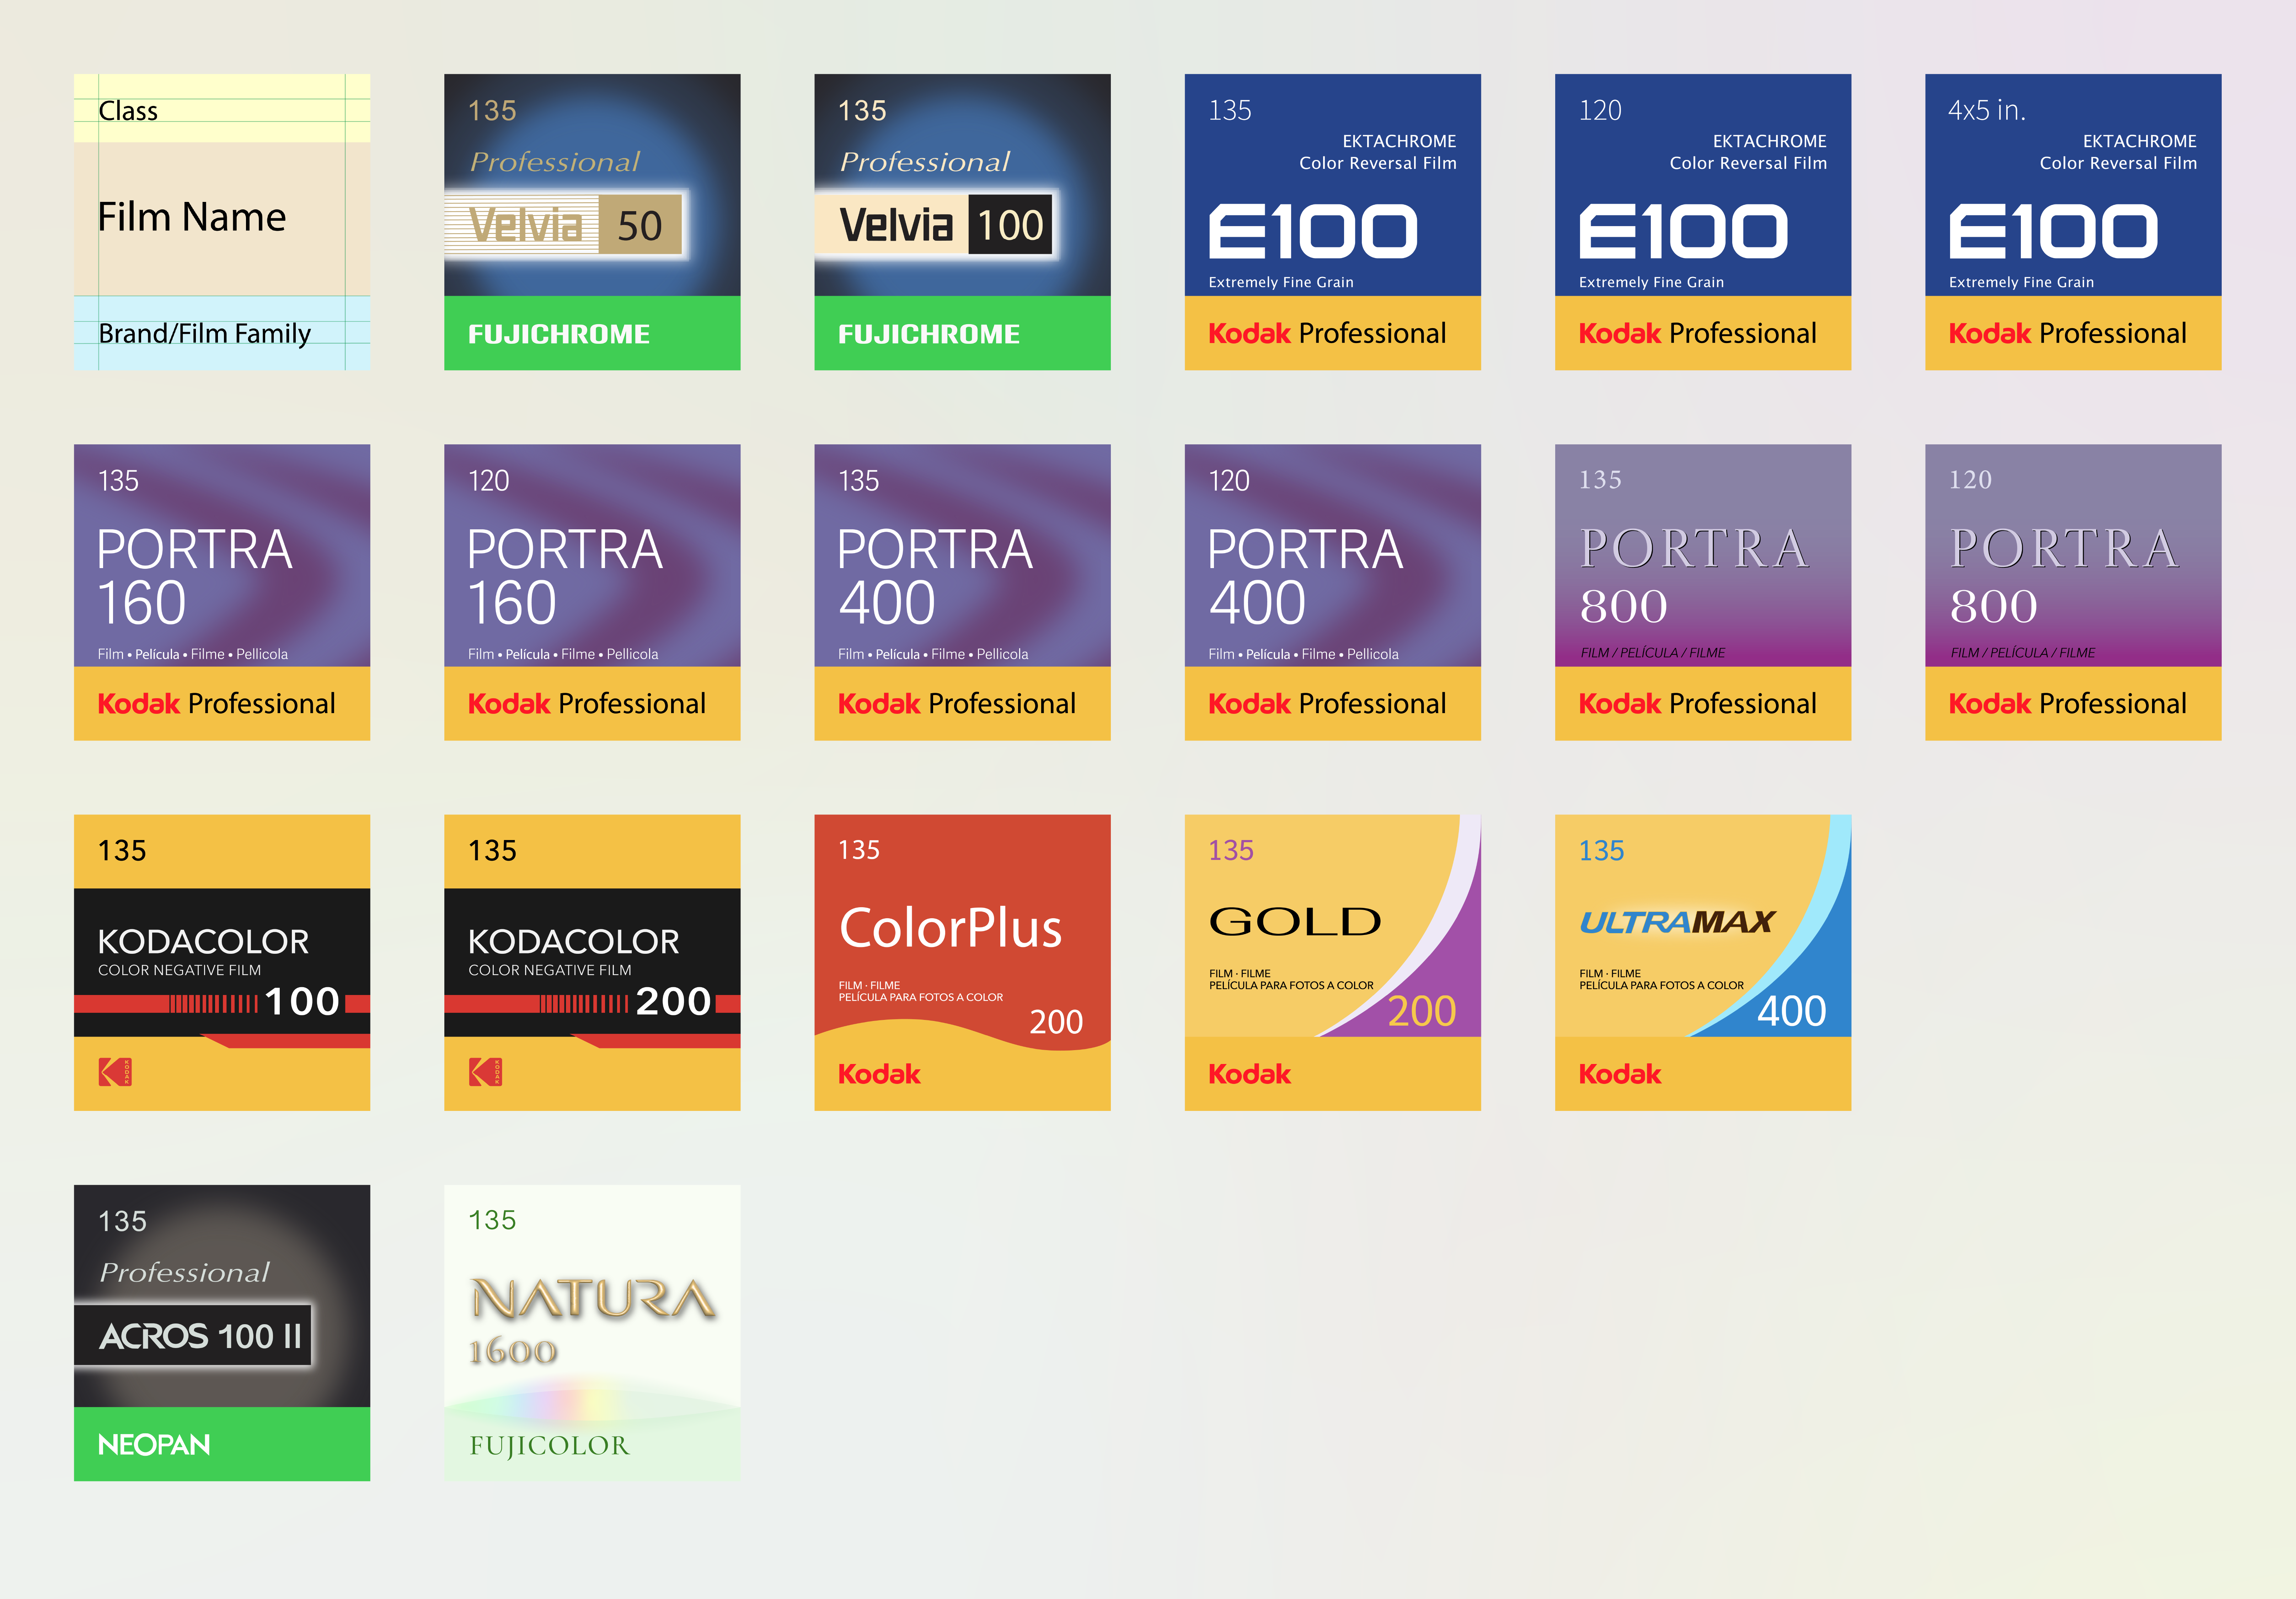 Class
Film Name
Brand/Film Family
135
Professional
Velvia 50
FUJICHROME
135
Professional
Velvia 100
FUJICHROME
135
EKTACHROME
Color Reversal Film
E100
Extremely Fine Grain
Kodak Professional
120
EKTACHROME
Color Reversal Film
E100
Extremely Fine Grain
Kodak Professional
4x5 in.
EKTACHROME
Color Reversal Film
E100
Extremely Fine Grain
Kodak Professional
135
PORTRA
160
Film • Película • Filme • Pellicola
Kodak Professional
120
PORTRA
160
Film • Película • Filme • Pellicola
Kodak Professional
135
PORTRA
400
Film • Película • Filme • Pellicola
Kodak Professional
120
PORTRA
400
Film • Película • Filme • Pellicola
Kodak Professional
135
PORTRA
800
FILM / PELÍCULA / FILME
Kodak Professional
120
PORTRA
800
FILM / PELÍCULA / FILME
Kodak Professional
135
KODACOLOR
COLOR NEGATIVE FILM
100
KODAK
135
KODACOLOR
COLOR NEGATIVE FILM
200
KODAK
135
ColorPlus
FILM · FILME
PELÍCULA PARA FOTOS A COLOR
200
Kodak
135
GOLD
FILM · FILME
PELÍCULA PARA FOTOS A COLOR
200
Kodak
135
ULTRAMAX
FILM · FILME
PELÍCULA PARA FOTOS A COLOR
400
Kodak
135
Professional
ACROS 100 II
NEOPAN
135
NATURA
1600
FUJICOLOR